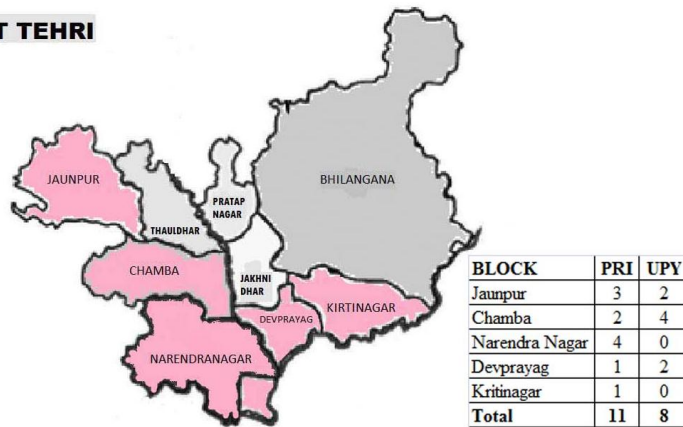 T TEHRI
JAUNPUR
THAULDHAR
PRATAP
NAGAR
BHILANGANA
CHAMBA
JAKHNI
DHAR
DEVPRAYAG
KIRTINAGAR
NARENDRANAGAR
BLOCK PRI UPY
Jaunpur 3 2
Chamba 2 4
Narendra Nagar 4 0
Devprayag 1 2
Kritinagar 1 0
Total 11 8